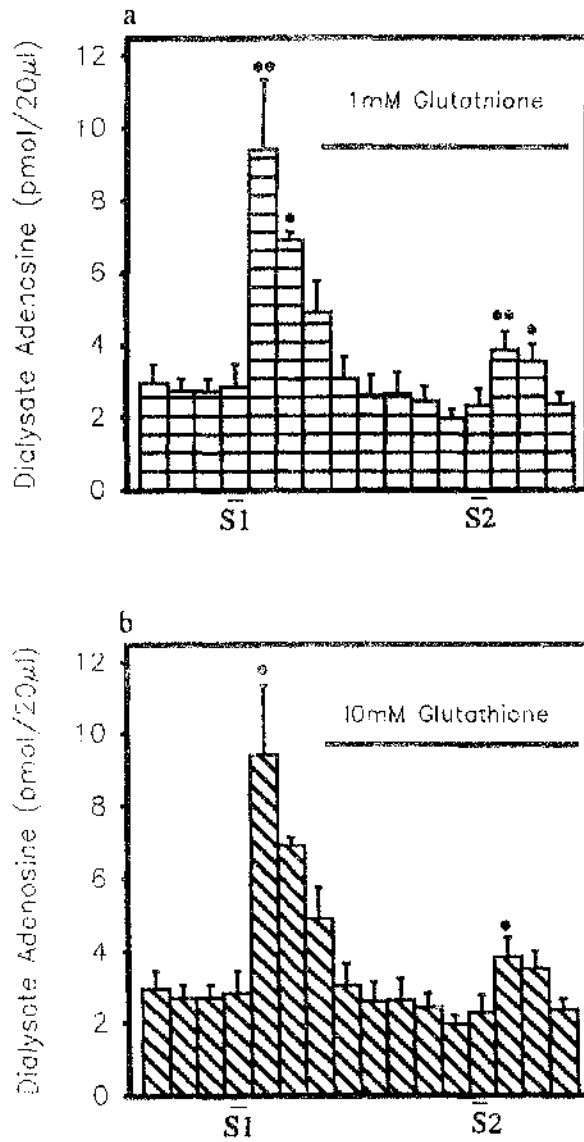 a
Dialysate Adenosine (pmol/20μl)
12
10
8
6
4
2
0
**
*
** *
1mM Glutathione
S1 S2
b
Dialysate Adenosine (pmol/20μl)
12
10
8
6
4
2
0
*
*
10mM Glutathione
S1 S2